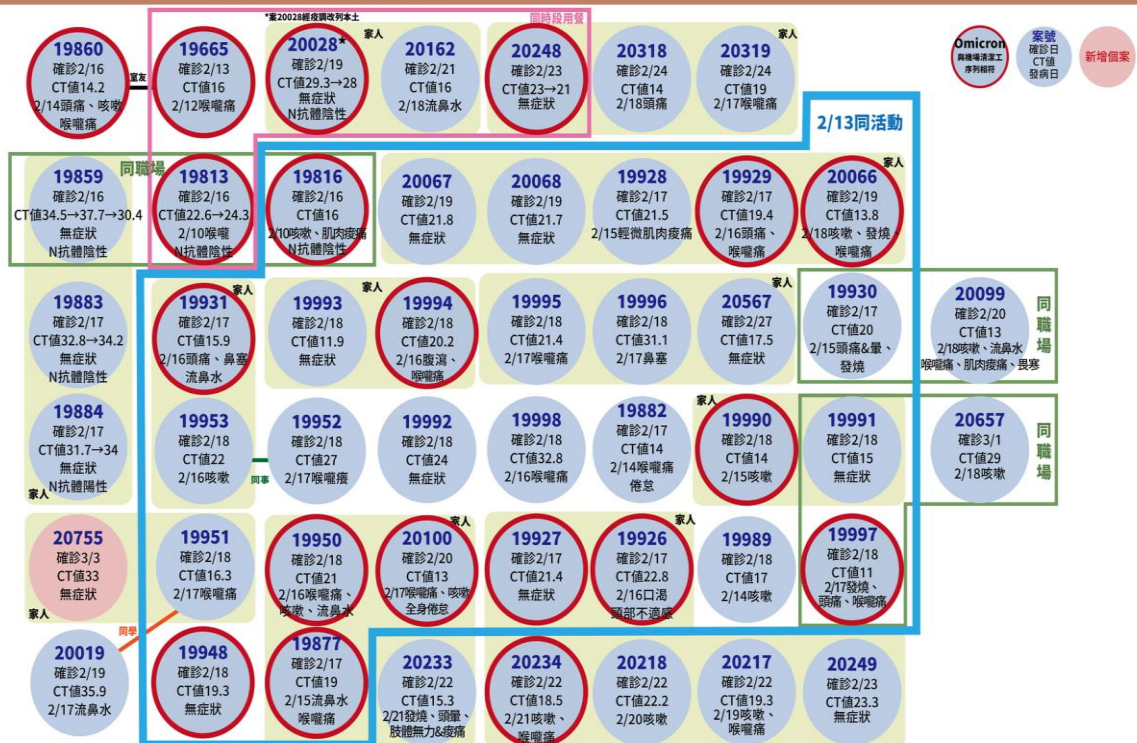 *案20028經疫調改列本土
同時段用餐
19860
確診2/16
CT值14.2
2/14頭痛、咳嗽
喉嚨痛
室友
19665
確診2/13
CT值16
2/12喉嚨痛
20028*
確診2/19
CT值29.3→28
無症狀
N抗體陰性
家人
20162
確診2/21
CT值16
2/18流鼻水
20248
確診2/23
CT值23→21
無症狀
20318
確診2/24
CT值14
2/18頭痛
家人
20319
確診2/24
CT值19
2/17喉嚨痛
Omicron
與機場清潔工
序列相符
案號
確診日
CT值
發病日
新增個案
2/13同活動
19859
確診2/16
CT值34.5→37.7→30.4
無症狀
N抗體陰性
同職場
19813
確診2/16
CT值22.6→24.3
2/10喉嚨
N抗體陰性
19816
確診2/16
CT值16
2/10咳嗽、肌肉痠痛
N抗體陰性
20067
確診2/19
CT值21.8
無症狀
20068
確診2/19
CT值21.7
無症狀
19928
確診2/17
CT值21.5
2/15輕微肌肉痠痛
19929
確診2/17
CT值19.4
2/16頭痛、
喉嚨痛
家人
20066
確診2/19
CT值13.8
2/18咳嗽、發燒、
喉嚨痛
19883
確診2/17
CT值32.8→34.2
無症狀
N抗體陰性
家人
19931
確診2/17
CT值15.9
2/16頭痛、鼻塞
流鼻水
19993
確診2/18
CT值11.9
無症狀
家人
19994
確診2/18
CT值20.2
2/16腹瀉、
喉嚨痛
19995
確診2/18
CT值21.4
2/17喉嚨痛
19996
確診2/18
CT值31.1
2/17鼻塞
家人
20567
確診2/27
CT值17.5
無症狀
19930
確診2/17
CT值20
2/15頭痛&暈、
發燒
20099
確診2/20
CT值13
2/18咳嗽、流鼻水
喉嚨痛、肌肉痠痛、畏寒
同職場
19884
確診2/17
CT值31.7→34
無症狀
N抗體陽性
家人
19953
確診2/18
CT值22
2/16咳嗽
同事
19952
確診2/18
CT值27
2/17喉嚨癢
19992
確診2/18
CT值24
無症狀
19998
確診2/18
CT值32.8
2/16喉嚨痛
19882
確診2/17
CT值14
2/14喉嚨痛
倦怠
家人
19990
確診2/18
CT值14
2/15咳嗽
19991
確診2/18
CT值15
無症狀
20657
確診3/1
CT值29
2/18咳嗽
同職場
20755
確診3/3
CT值33
無症狀
家人
19951
確診2/18
CT值16.3
2/17喉嚨痛
19950
確診2/18
CT值21
2/16喉嚨痛、
咳嗽、流鼻水
家人
20100
確診2/20
CT值13
2/17喉嚨痛、咳嗽
全身倦怠
19927
確診2/17
CT值21.4
無症狀
家人
19926
確診2/17
CT值22.8
2/16口渴
頭部不適感
19989
確診2/18
CT值17
2/14咳嗽
19997
確診2/18
CT值11
2/17發燒、
頭痛、喉嚨痛
同學
20019
確診2/19
CT值35.9
2/17流鼻水
19948
確診2/18
CT值19.3
無症狀
19877
確診2/17
CT值19
2/15流鼻水
喉嚨痛
20233
確診2/22
CT值15.3
2/21發燒、頭暈、
肢體無力&痠痛
20234
確診2/22
CT值18.5
2/21咳嗽、
喉嚨痛
20218
確診2/22
CT值22.2
2/20咳嗽
20217
確診2/22
CT值19.3
2/19咳嗽、
喉嚨痛
20249
確診2/23
CT值23.3
無症狀